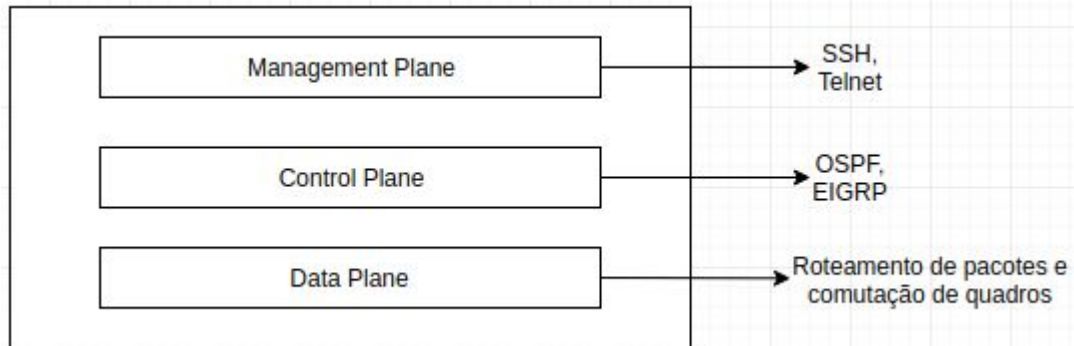 Management Plane
SSH,
Telnet
Control Plane
OSPF,
EIGRP
Data Plane
Roteamento de pacotes e
comutação de quadros